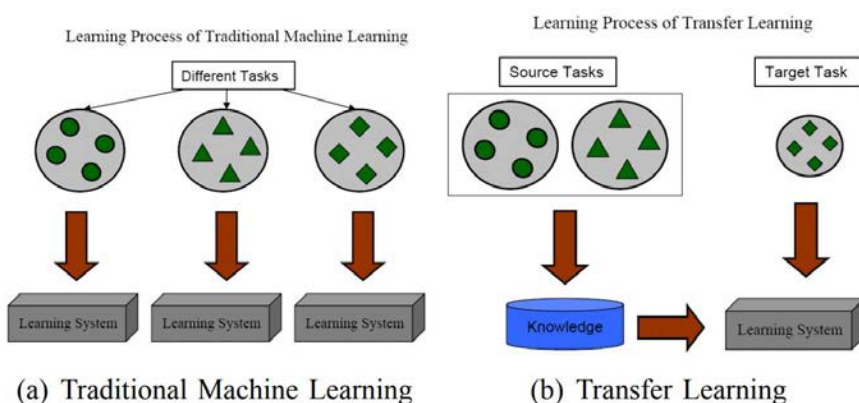 Learning Process of Traditional Machine Learning
Different Tasks
Learning System
Learning System
Learning System
(a) Traditional Machine Learning
Learning Process of Transfer Learning
Source Tasks
Target Task
Knowledge
Learning System
(b) Transfer Learning